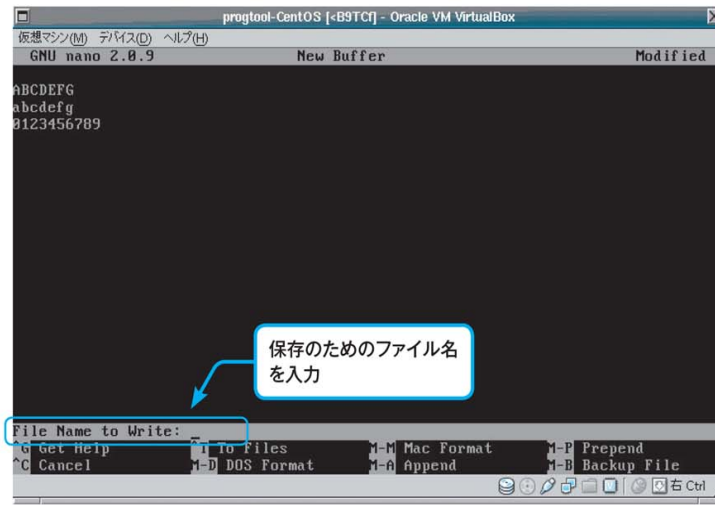 progtool-CentOS [<B9TCf] - Oracle VM VirtualBox
仮想マシン(M) デバイス(D) ヘルプ(H)
GNU nano 2.0.9 New Buffer Modified
ABCDEFG
abcdefg
0123456789
保存のためのファイル名
を入力
File Name to Write:
^G Get Help ^T To Files M-M Mac Format M-P Prepend
^C Cancel M-D DOS Format M-A Append M-B Backup File
右 Ctrl